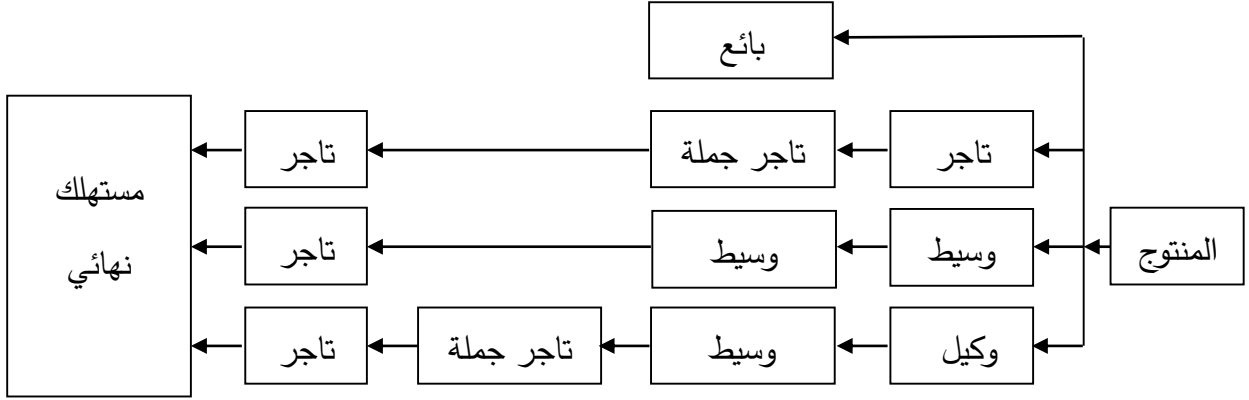 بائع
تاجر
تاجر جملة
تاجر
المنتوج
وسيط
وسيط
تاجر
وكيل
وسيط
تاجر جملة
تاجر
مستهلك
نهائي